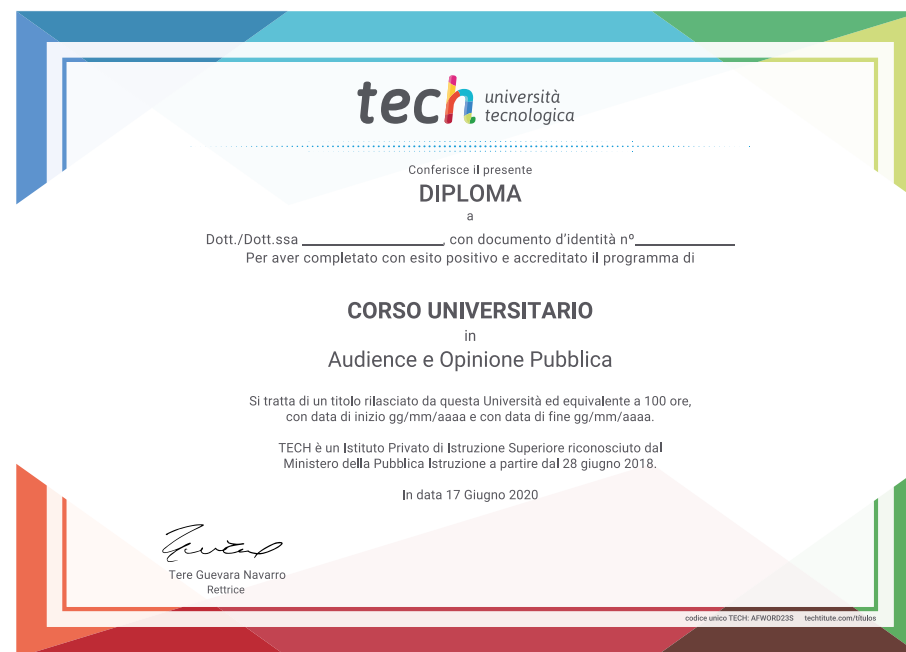 tech università
tecnologica
Conferisce il presente
DIPLOMA
a
Dott./Dott.ssa ____________________, con documento d'identità nº______________
Per aver completato con esito positivo e accreditato il programma di
CORSO UNIVERSITARIO
in
Audience e Opinione Pubblica
Si tratta di un titolo rilasciato da questa Università ed equivalente a 100 ore,
con data di inizio gg/mm/aaaa e con data di fine gg/mm/aaaa.
TECH è un Istituto Privato di Istruzione Superiore riconosciuto dal
Ministero della Pubblica Istruzione a partire dal 28 giugno 2018.
In data 17 Giugno 2020
Tere Guevara Navarro
Rettrice
codice unico TECH: AFWORD23S techtitute.com/títulos